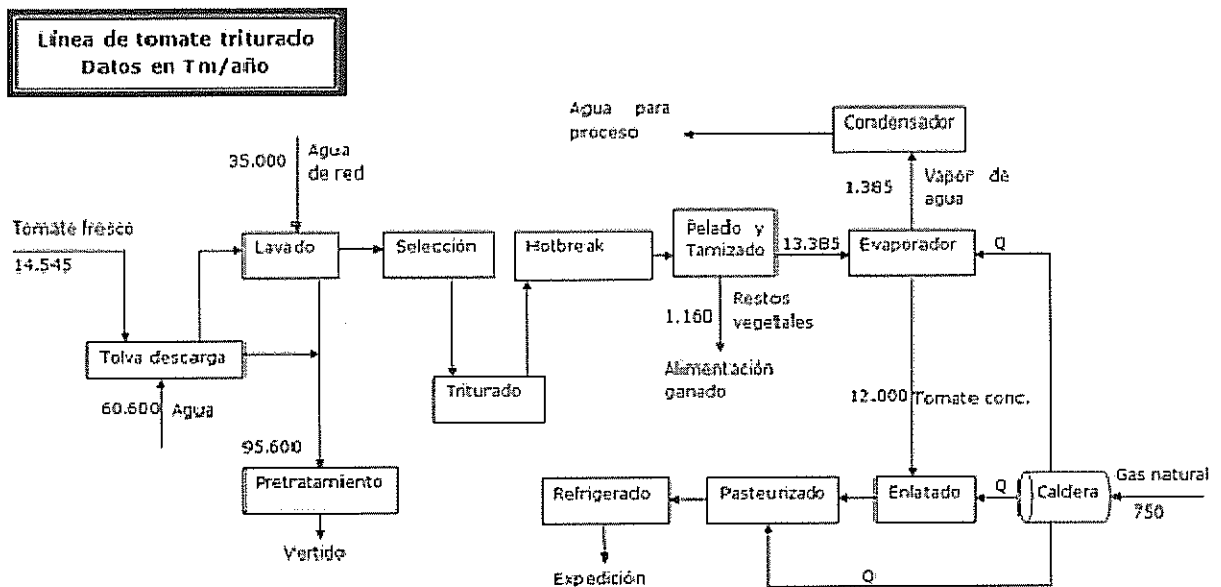 Línea de tomate triturado
Datos en Tm/año
Agua para
proceso
Condensador
35.000
Agua
de red
1.385
Vapor de
agua
Tomate fresco
14.545
Lavado
Selección
Hotbreak
Pelado y
Tamizado
13.385
Evaporador
Q
1.160
Restos
vegetales
Tolva descarga
Triturado
Alimentación
ganado
60.600
Agua
12.000
Tomate conc.
95.600
Pretratamiento
Refrigerado
Pasteurizado
Enlatado
Q
Caldera
Gas natural
750
Vertido
Expedición
Q